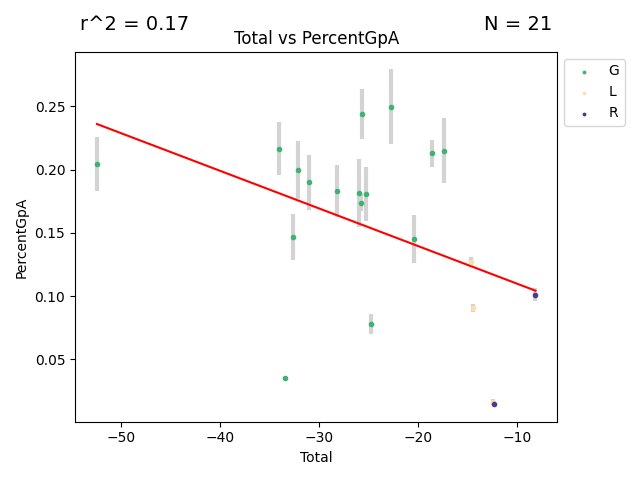 r^2 = 0.17
N = 21
Total vs PercentGpA
G
L
R
0.25
0.20
0.15
0.10
0.05
PercentGpA
−50
−40
−30
−20
−10
Total